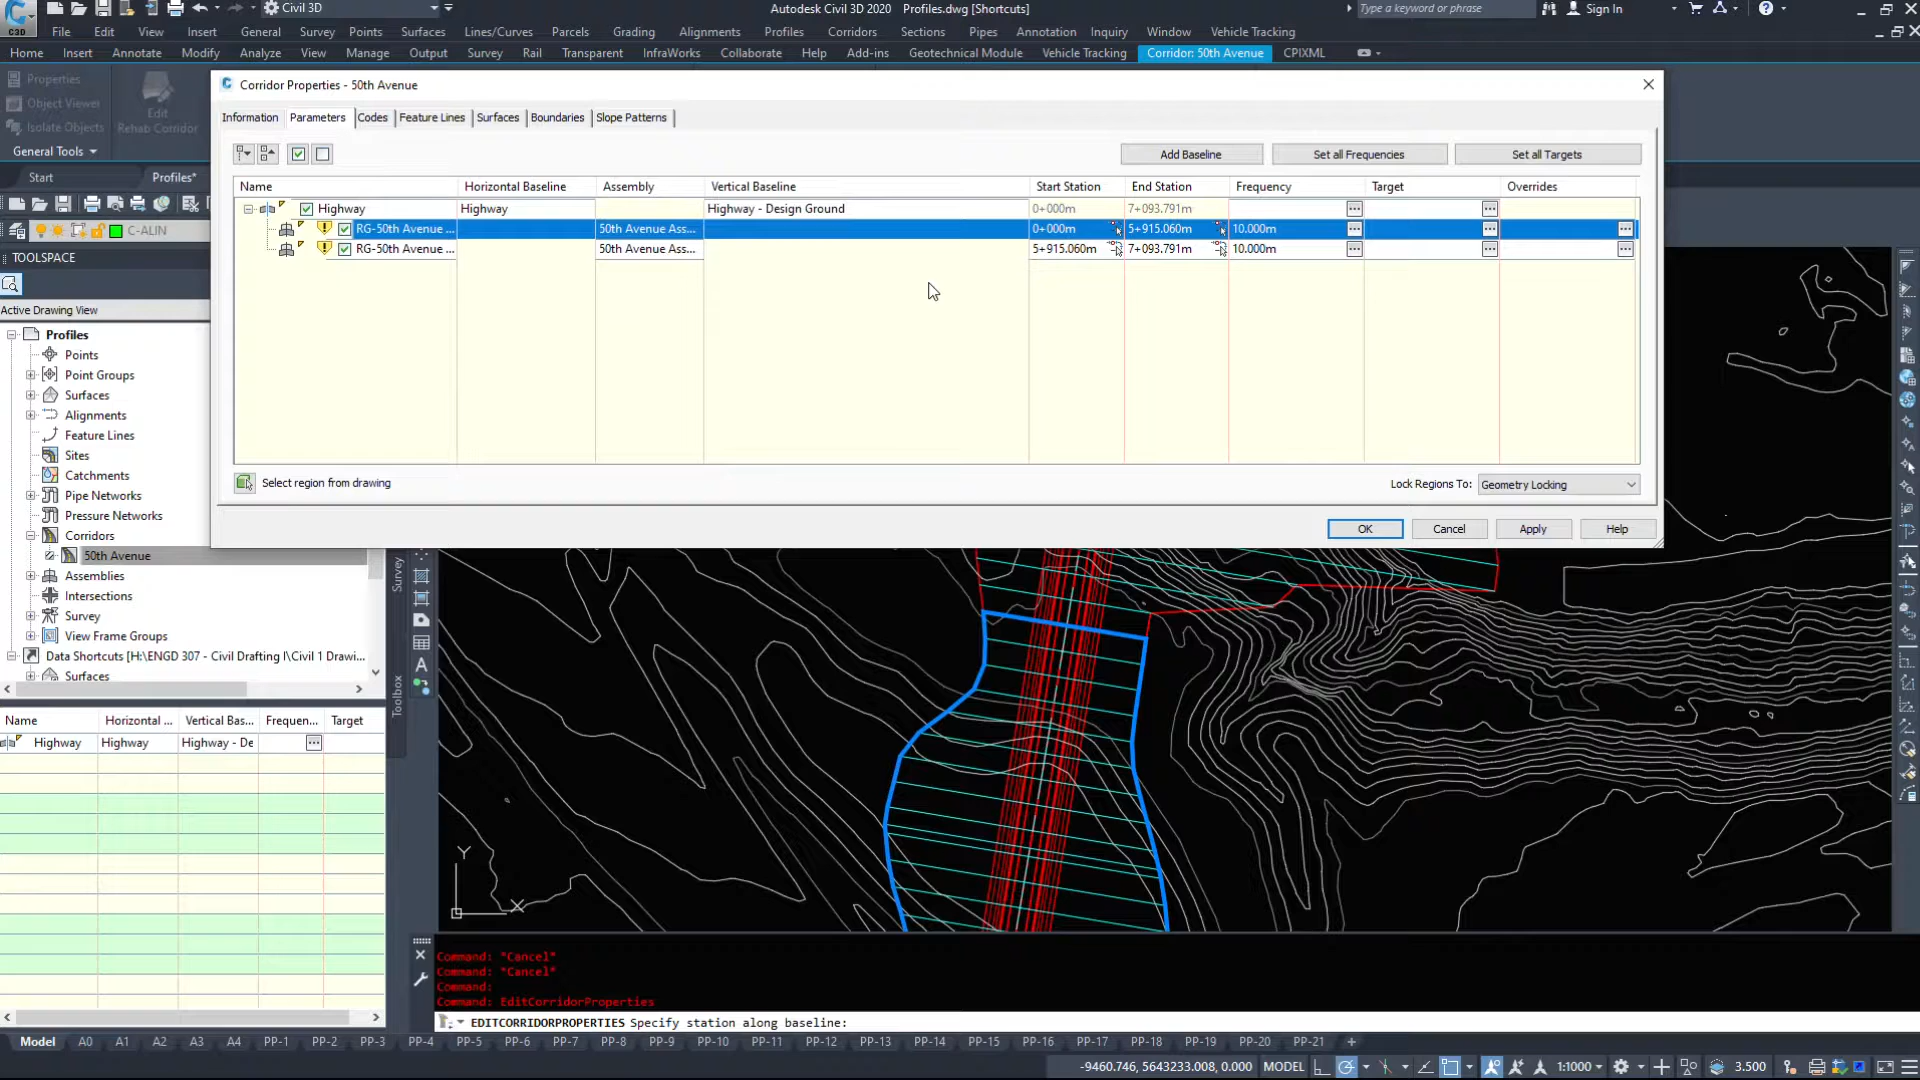 C3D
Civil 3D
Autodesk Civil 3D 2020 Profiles.dwg [Shortcuts]
Type a keyword or phrase
Sign In
File Edit View Insert General Survey Points Surfaces Lines/Curves Parcels Grading Alignments Profiles Corridors Sections Pipes Annotation Inquiry Window Vehicle Tracking
Home Insert Annotate Modify Analyze View Manage Output Survey Rail Transparent InfraWorks Collaborate Help Add-ins Geotechnical Module Vehicle Tracking Corridor: 50th Avenue CPIXML
Properties
Object Viewer
Isolate Objects
Edit
Rehab Corridor
General Tools
Start
Profiles*
C-ALIN
Corridor Properties - 50th Avenue
Information Parameters Codes Feature Lines Surfaces Boundaries Slope Patterns
Add Baseline Set all Frequencies Set all Targets
Name Horizontal Baseline Assembly Vertical Baseline Start Station End Station Frequency Target Overrides
Highway Highway Highway - Design Ground 0+000m 7+093.791m
RG-50th Avenue ... 50th Avenue Ass... 0+000m 5+915.060m 10.000m
RG-50th Avenue ... 50th Avenue Ass... 5+915.060m 7+093.791m 10.000m
Select region from drawing
Lock Regions To: Geometry Locking
OK Cancel Apply Help
TOOLSPACE
Active Drawing View
Profiles
Points
Point Groups
Surfaces
Alignments
Feature Lines
Sites
Catchments
Pipe Networks
Pressure Networks
Corridors
50th Avenue
Assemblies
Intersections
Survey
View Frame Groups
Data Shortcuts [H:\ENGD 307 - Civil Drafting I\Civil 1 Drawi...
Surfaces
Survey
Toolbox
Name Horizontal ... Vertical Bas... Frequen... Target
Highway Highway Highway - De
Y
X
Command: *Cancel*
Command: *Cancel*
Command:
Command: EditCorridorProperties
EDITCORRIDORPROPERTIES Specify station along baseline:
Model A0 A1 A2 A3 A4 PP-1 PP-2 PP-3 PP-4 PP-5 PP-6 PP-7 PP-8 PP-9 PP-10 PP-11 PP-12 PP-13 PP-14 PP-15 PP-16 PP-17 PP-18 PP-19 PP-20 PP-21
-9460.746, 5643233.008, 0.000 MODEL 1:1000 3.500